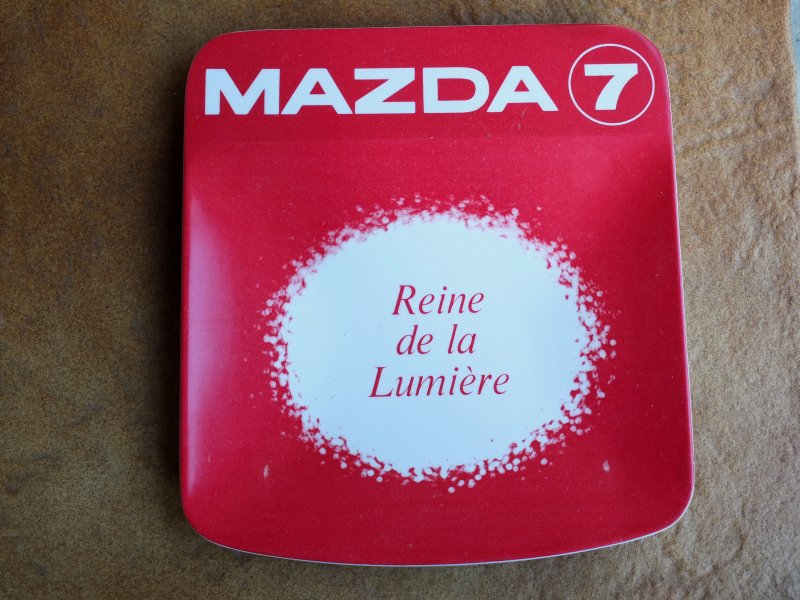 MAZDA 7
Reine
de la
Lumière